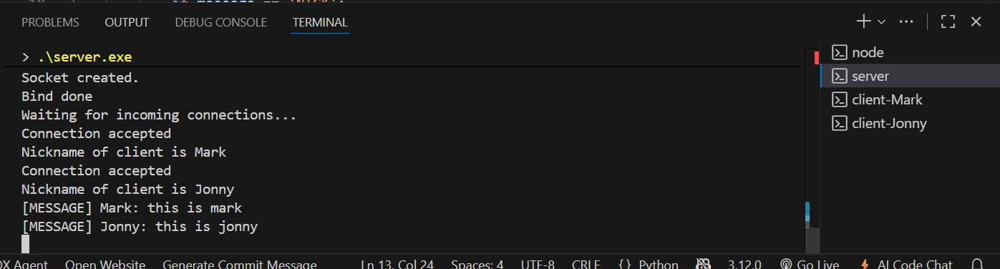 PROBLEMS OUTPUT DEBUG CONSOLE TERMINAL
> .\server.exe
Socket created.
Bind done
Waiting for incoming connections...
Connection accepted
Nickname of client is Mark
Connection accepted
Nickname of client is Jonny
[MESSAGE] Mark: this is mark
[MESSAGE] Jonny: this is jonny
node
server
client-Mark
client-Jonny
Agent Open Website Generate Commit Message Ln 13, Col 24 Spaces: 4 UTF-8 CRLF {} Python 3.12.0 Go Live AI Code Chat